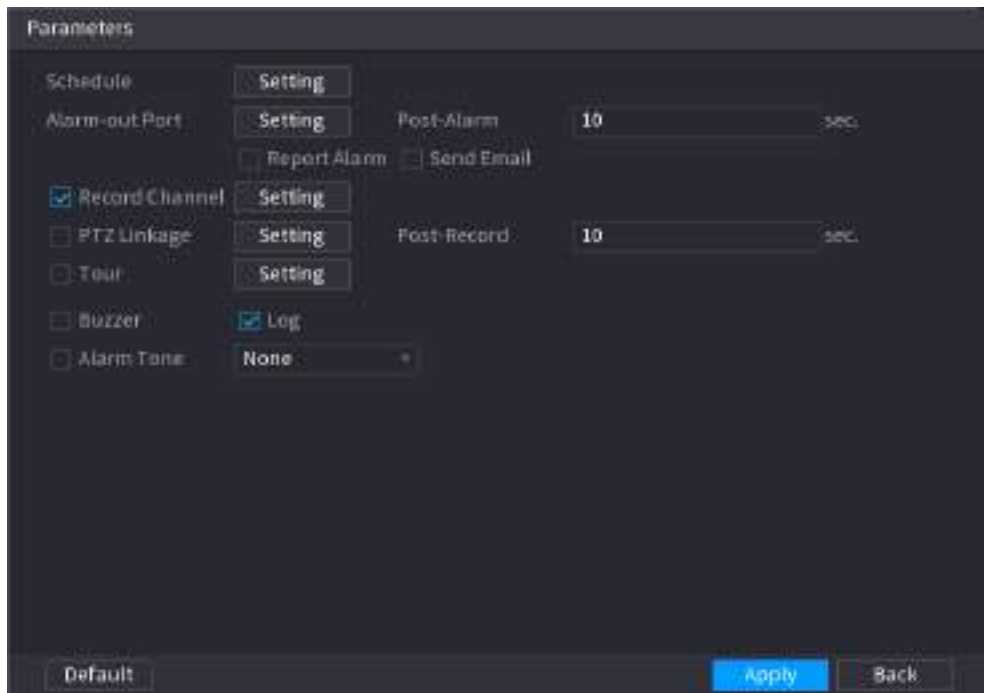 Parameters
Schedule Setting
Alarm-out Port Setting Post-Alarm 10 sec.
Report Alarm Send Email
Record Channel Setting
PTZ Linkage Setting Post-Record 10 sec.
Tour Setting
Buzzer Log
Alarm Tone None
Default Apply Back